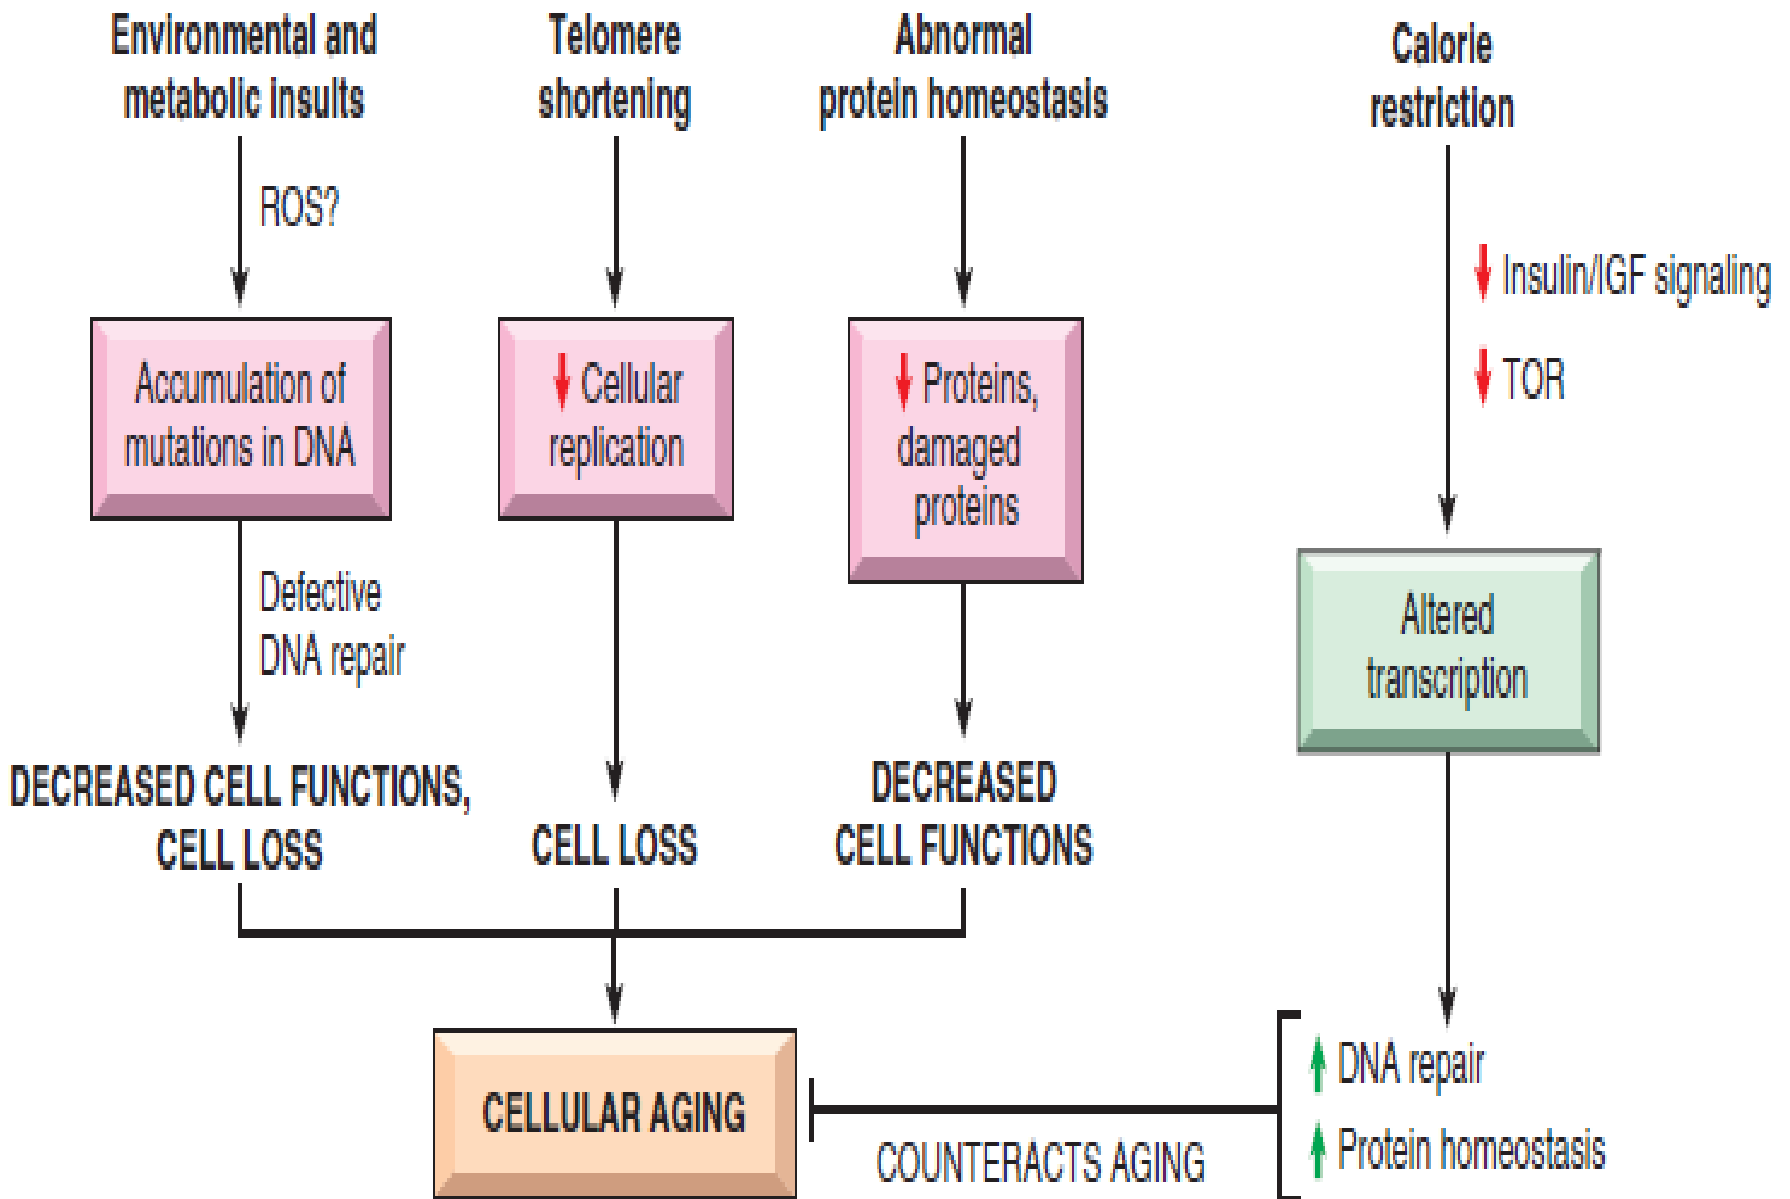 Environmental and
metabolic insults
ROS?
Accumulation of
mutations in DNA
Defective
DNA repair
DECREASED CELL FUNCTIONS,
CELL LOSS
Telomere
shortening
↓ Cellular
replication
CELL LOSS
Abnormal
protein homeostasis
↓ Proteins,
damaged
proteins
DECREASED
CELL FUNCTIONS
Calorie
restriction
↓ Insulin/IGF signaling
↓ TOR
Altered
transcription
↑ DNA repair
↑ Protein homeostasis
COUNTERACTS AGING
CELLULAR AGING